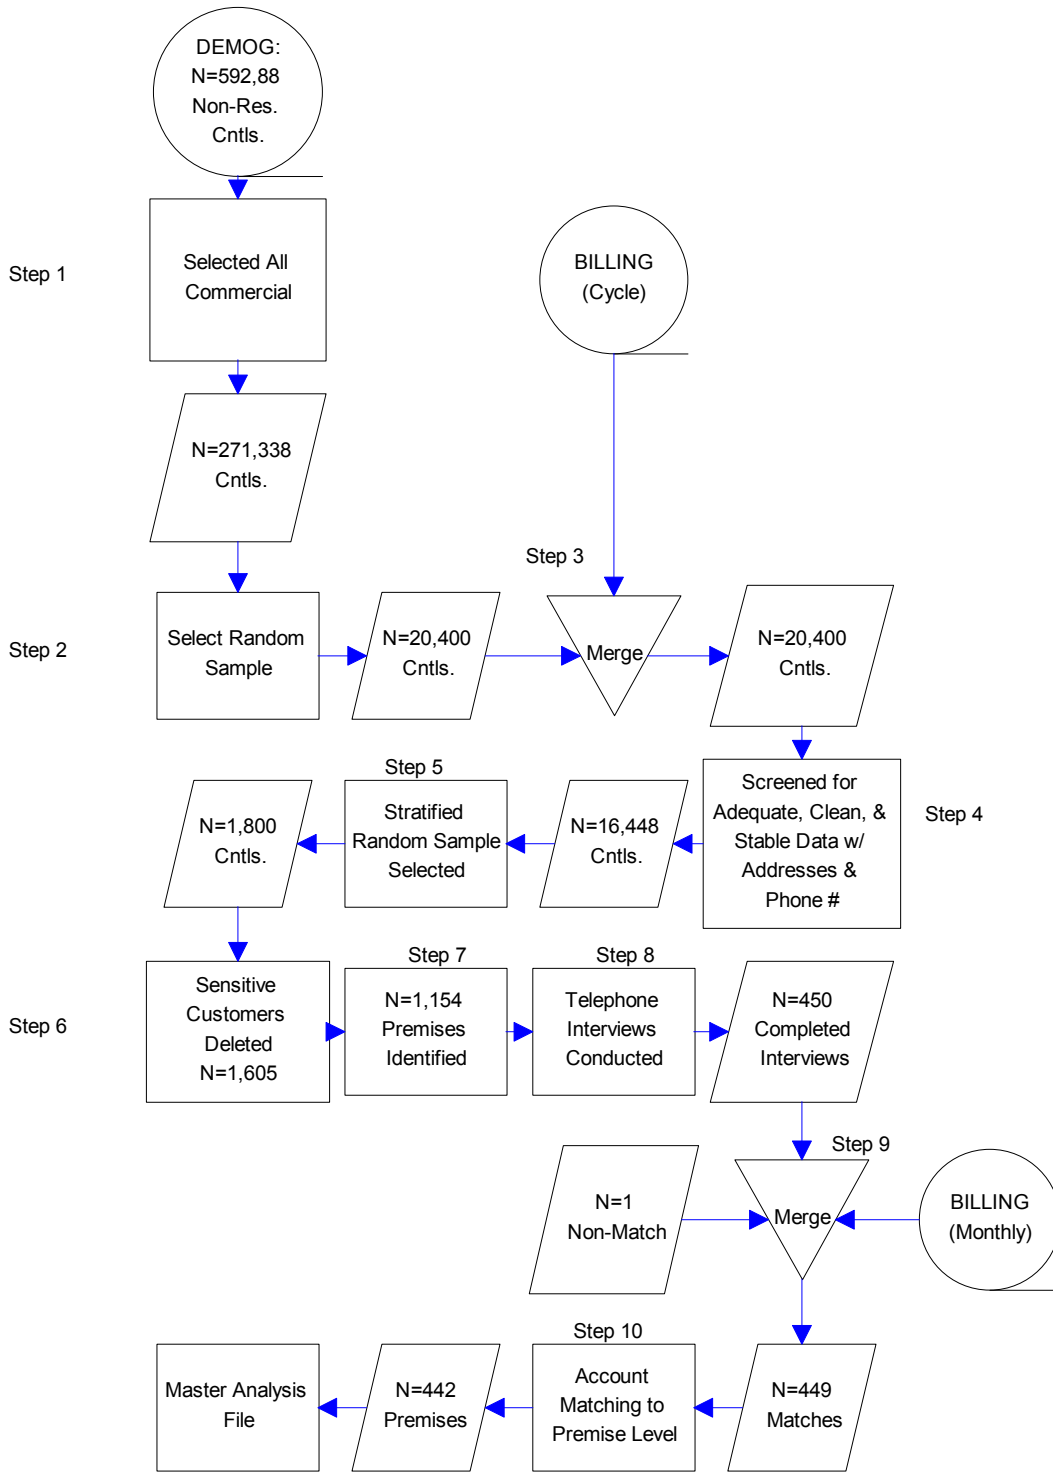 DEMOG:
N=592,88
Non-Res.
Cntls.
Step 1
Selected All
Commercial
BILLING
(Cycle)
N=271,338
Cntls.
Step 2
Select Random
Sample
N=20,400
Cntls.
Step 3
Merge
N=20,400
Cntls.
Step 4
Screened for
Adequate, Clean, &
Stable Data w/
Addresses &
Phone #
N=16,448
Cntls.
Step 5
Stratified
Random Sample
Selected
N=1,800
Cntls.
Step 6
Sensitive
Customers
Deleted
N=1,605
Step 7
N=1,154
Premises
Identified
Step 8
Telephone
Interviews
Conducted
N=450
Completed
Interviews
Step 9
N=1
Non-Match
Merge
BILLING
(Monthly)
N=449
Matches
Step 10
Account
Matching to
Premise Level
N=442
Premises
Master Analysis
File